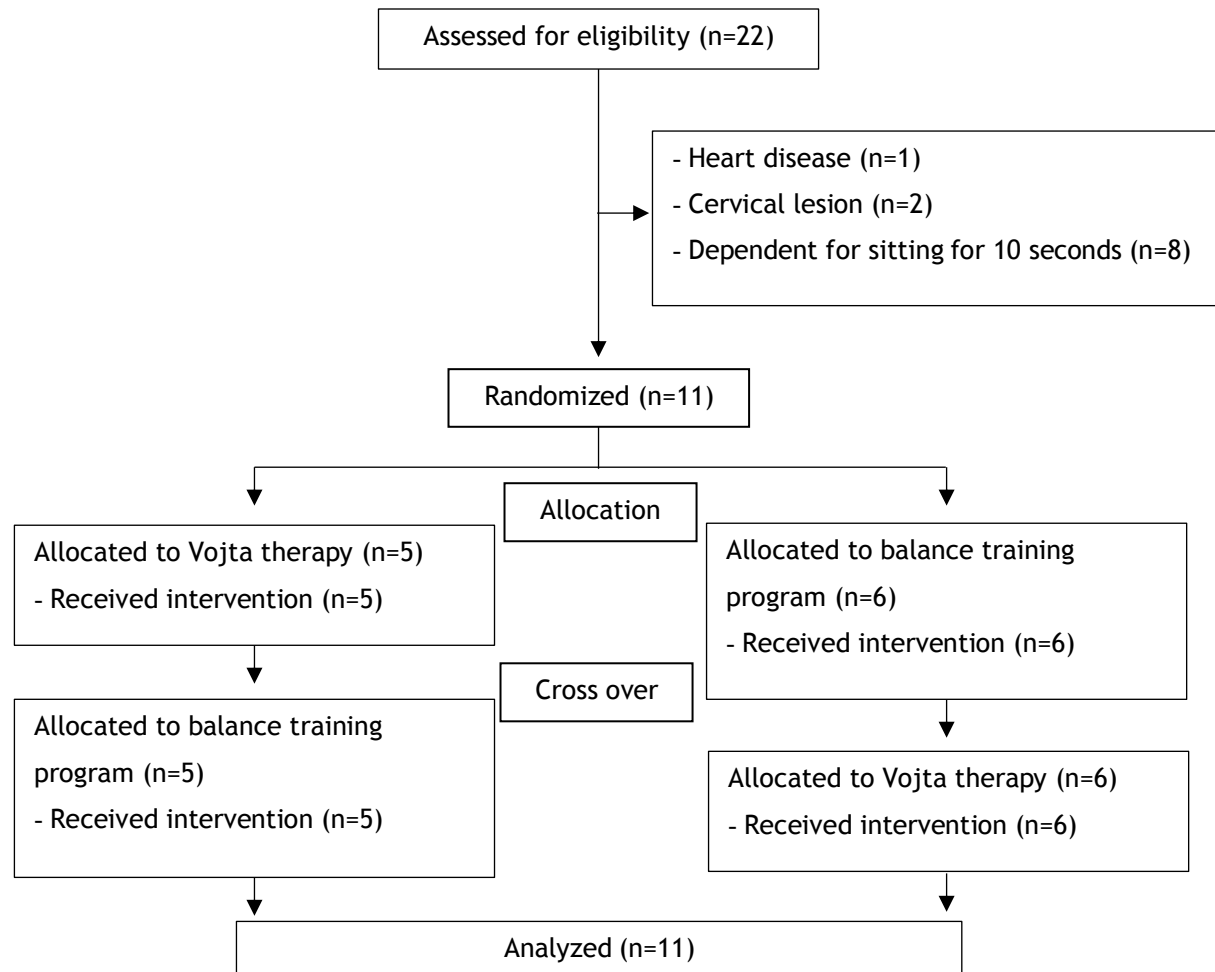 Assessed for eligibility (n=22)
- Heart disease (n=1)
- Cervical lesion (n=2)
- Dependent for sitting for 10 seconds (n=8)
Randomized (n=11)
Allocation
Allocated to Vojta therapy (n=5)
- Received intervention (n=5)
Allocated to balance training
program (n=6)
- Received intervention (n=6)
Cross over
Allocated to balance training
program (n=5)
- Received intervention (n=5)
Allocated to Vojta therapy (n=6)
- Received intervention (n=6)
Analyzed (n=11)